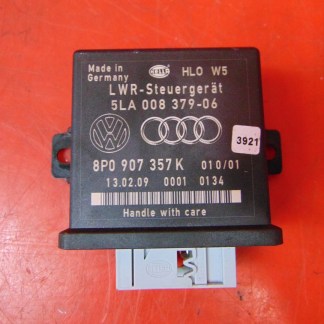 Made in
Germany
HELLA
HLO W5
LWR-Steuergerät
5LA 008 379-06
3921
8P0 907 357K 010/01
13.02.09 0001 0134
Handle with care